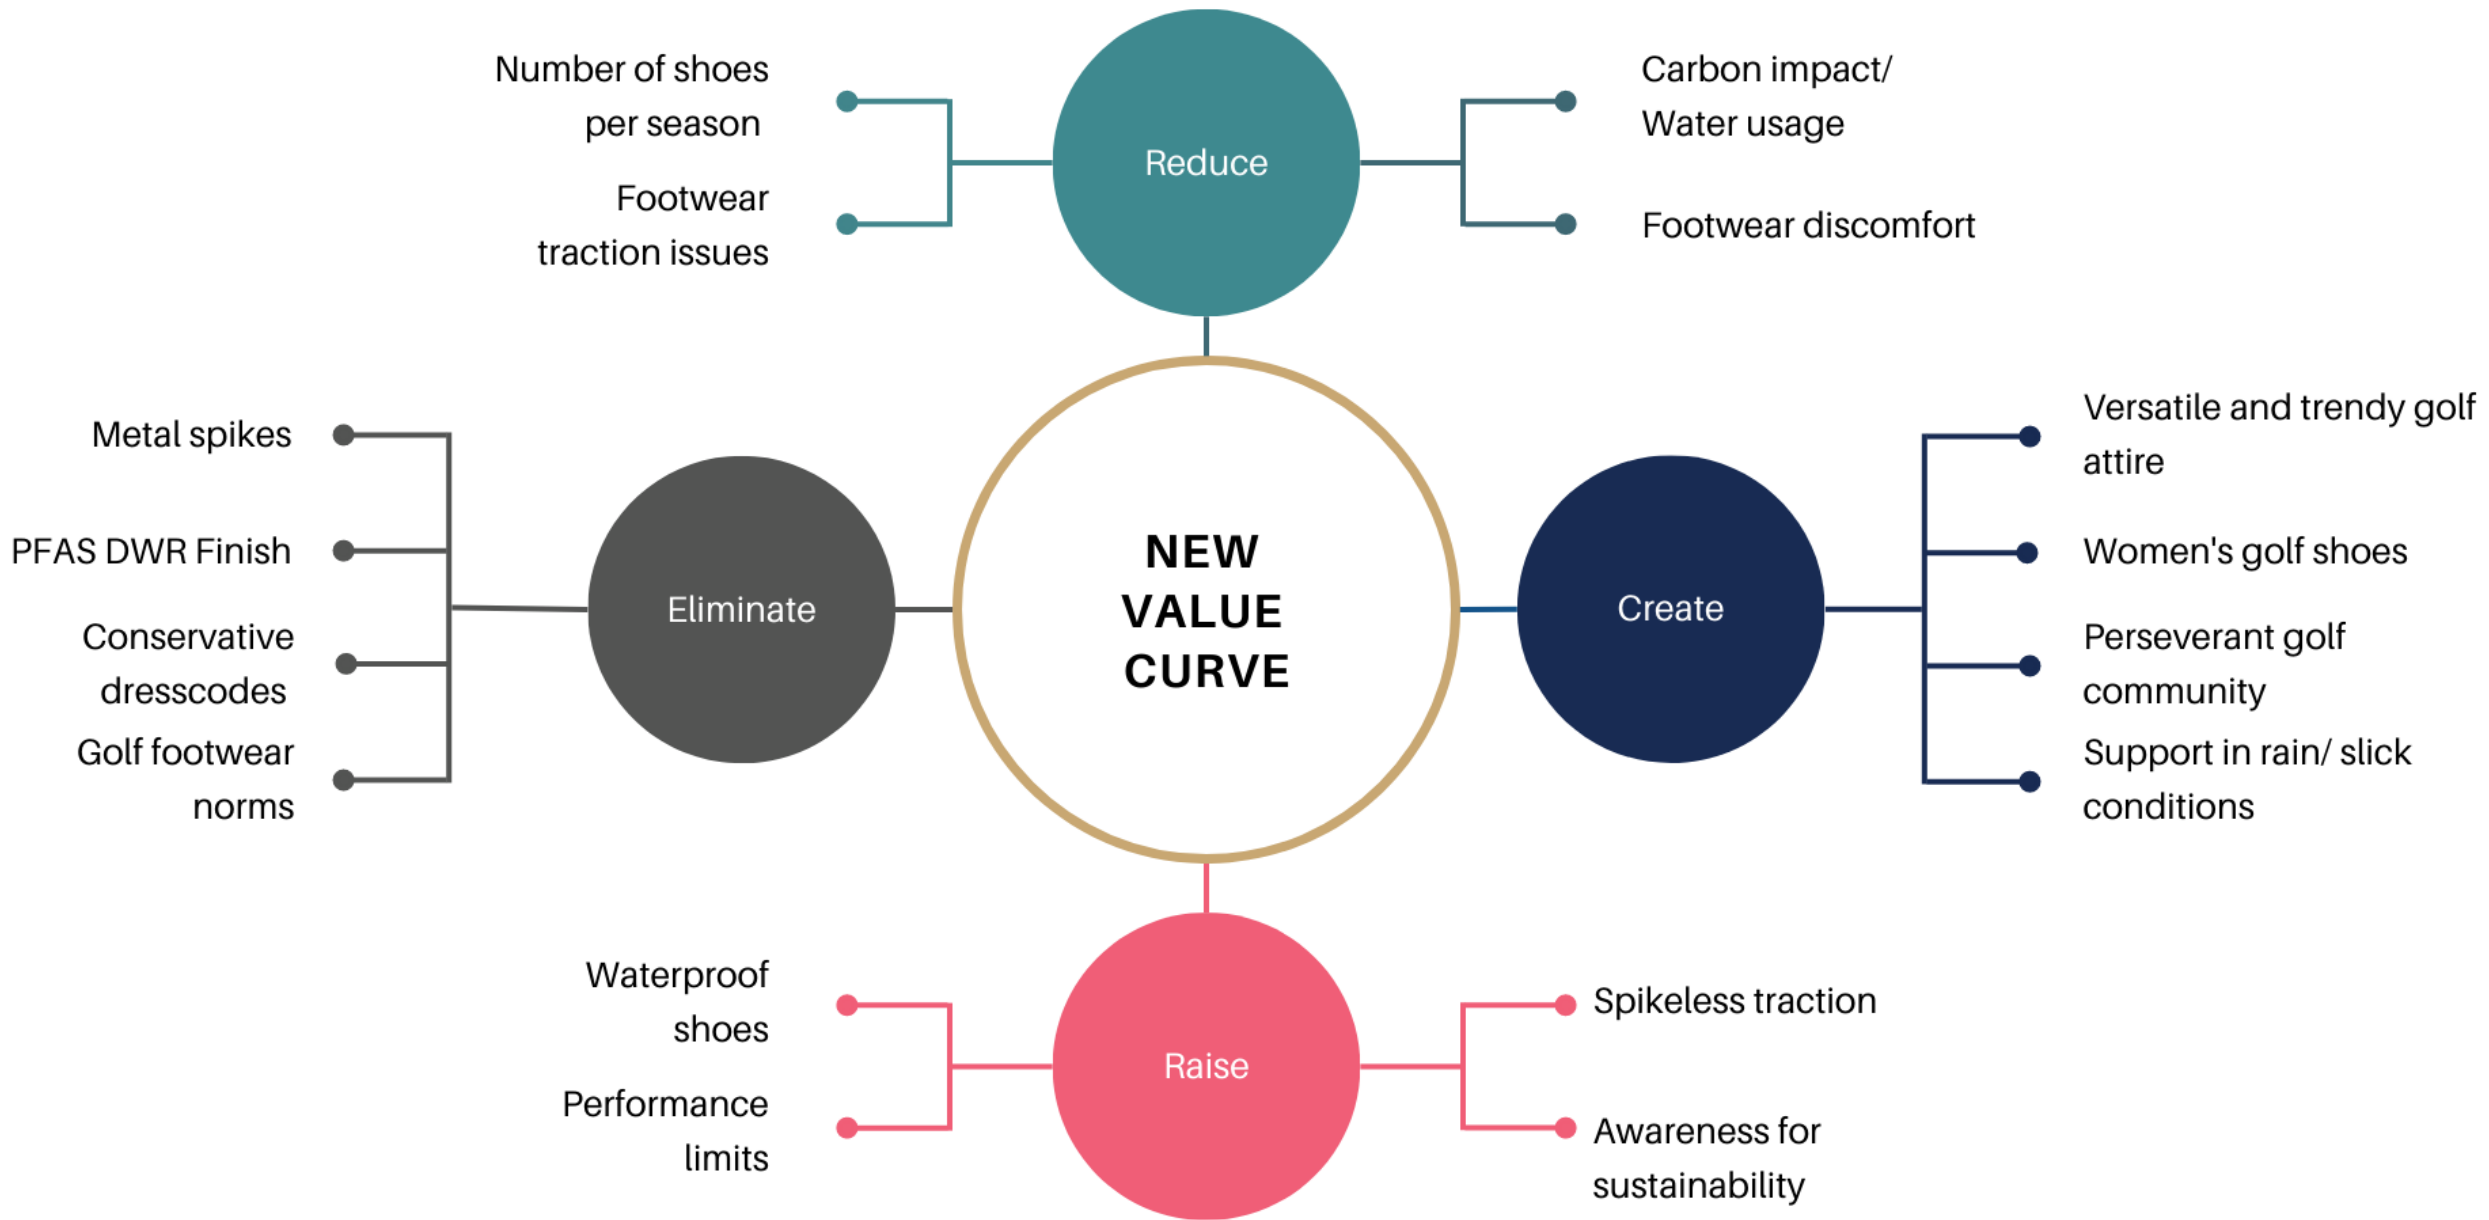 Number of shoes
per season
Footwear
traction issues
Reduce
Carbon impact/
Water usage
Footwear discomfort
Metal spikes
PFAS DWR Finish
Conservative
dresscodes
Golf footwear
norms
Eliminate
NEW
VALUE
CURVE
Create
Versatile and trendy golf
attire
Women's golf shoes
Perseverant golf
community
Support in rain/ slick
conditions
Waterproof
shoes
Performance
limits
Raise
Spikeless traction
Awareness for
sustainability